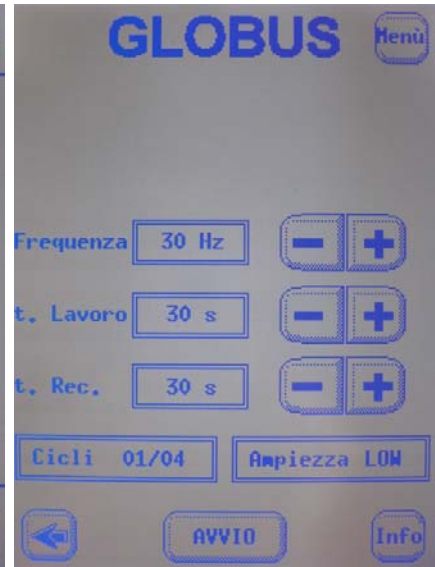 GLOBUS
Menù
Frequenza 30 Hz
t. Lavoro 30 s
t. Rec. 30 s
Cicli 01/04 Ampiezza LOW
AVVIO Info